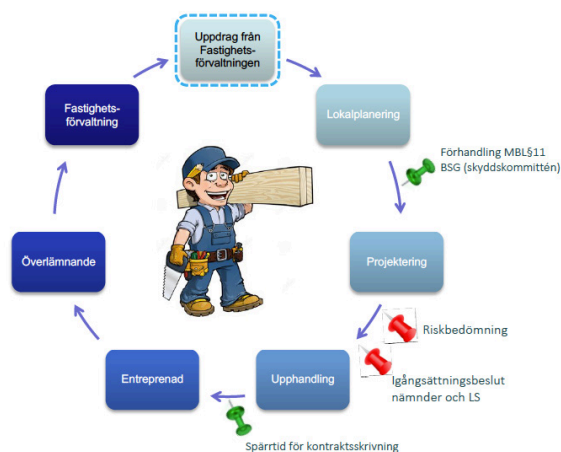 Uppdrag från
Fastighets-
förvaltningen
Lokalplanering
Förhandling MBL§11
BSG (skyddskommittén)
Projektering
Riskbedömning
Igångsättningsbeslut
nämnder och LS
Upphandling
Spärrtid för kontraktsskrivning
Entreprenad
Överlämnande
Fastighets-
förvaltning